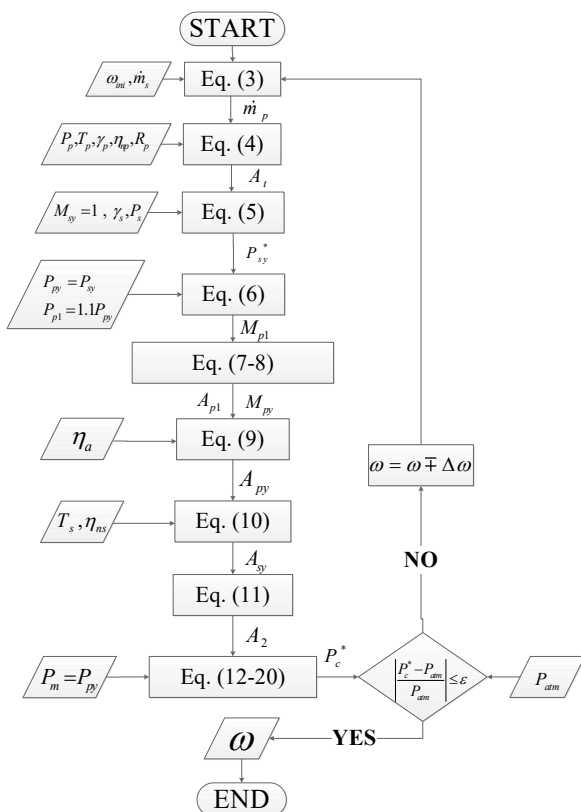 START
ω_ini, ṁ_s
Eq. (3)
ṁ_p
P_p, T_p, γ_p, η_np, R_p
Eq. (4)
A_t
M_sy = 1 , γ_s, P_s
Eq. (5)
P_sy*
P_py = P_sy
P_p1 = 1.1P_py
Eq. (6)
M_p1
Eq. (7-8)
A_p1 M_py
η_a
Eq. (9)
ω = ω ∓ Δω
A_py
T_s , η_ns
Eq. (10)
NO
A_sy
Eq. (11)
A_2
P_m = P_py
Eq. (12-20)
P_c*
|P_c* − P_atm / P_atm| ≤ ε
P_atm
ω
YES
END